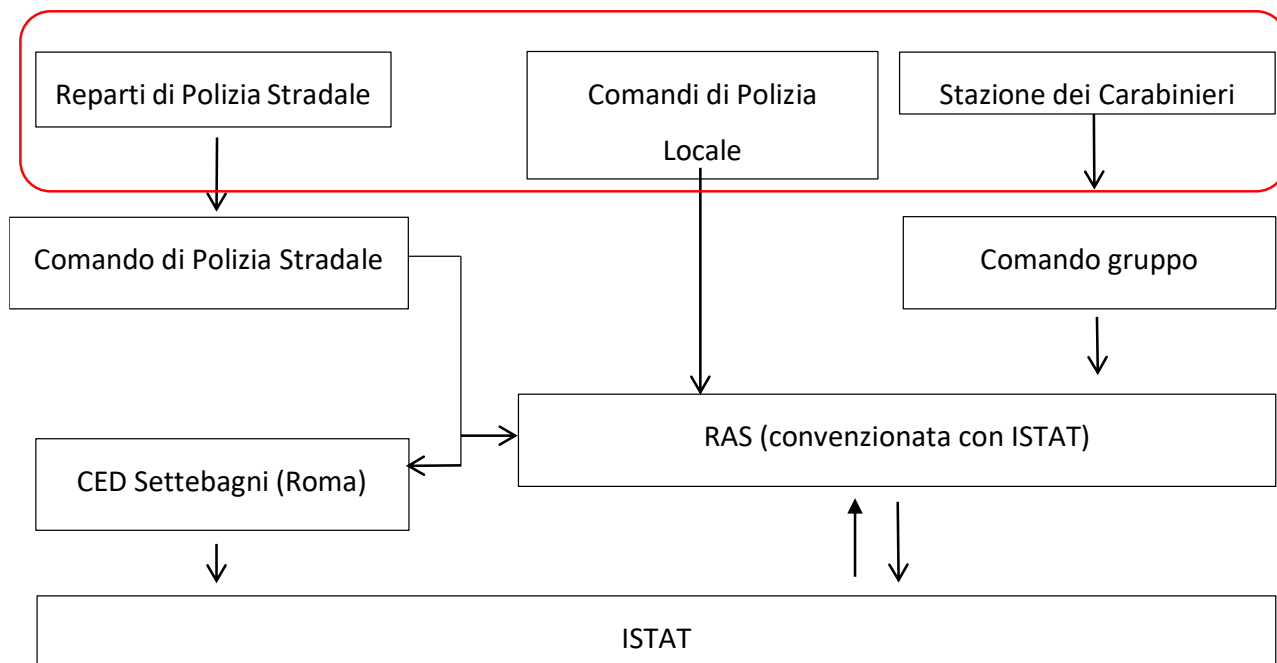 Reparti di Polizia Stradale
Comandi di Polizia
Locale
Stazione dei Carabinieri
Comando di Polizia Stradale
Comando gruppo
RAS (convenzionata con ISTAT)
CED Settebagni (Roma)
ISTAT